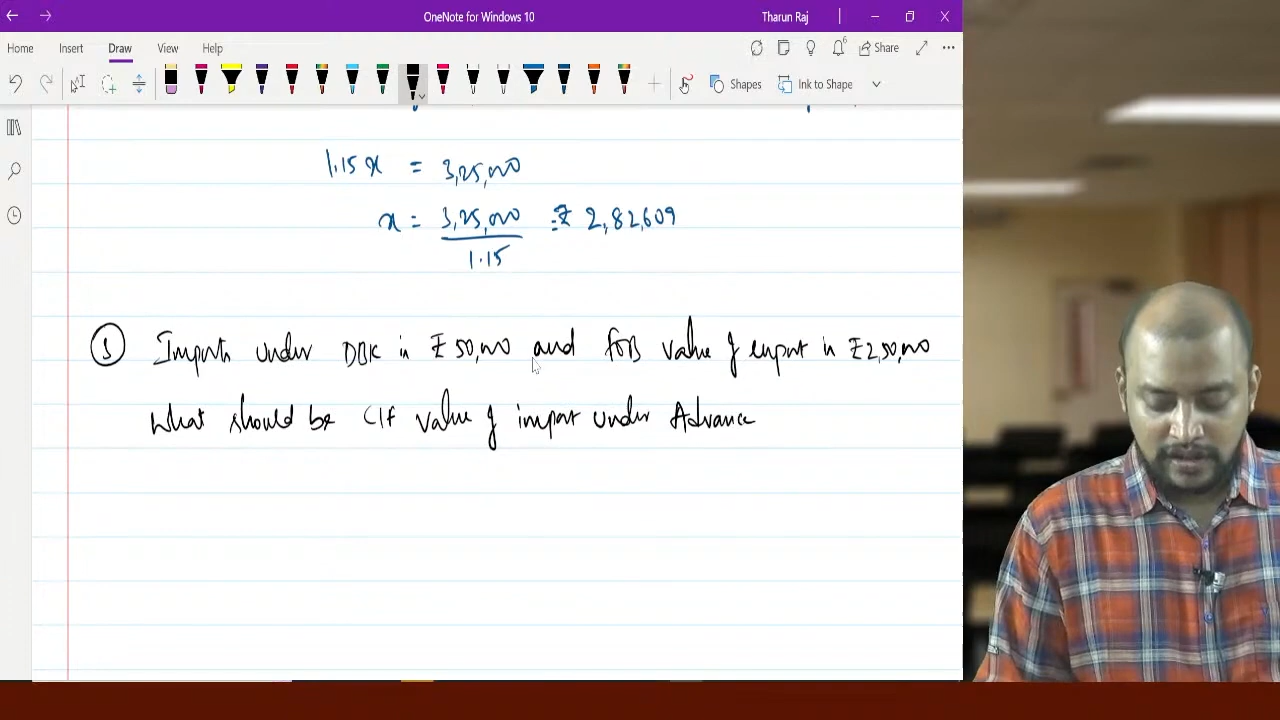 OneNote for Windows 10
Tharun Raj
Home Insert Draw View Help
6
Share
Shapes
Ink to Shape
1.15 x = 3,25,000
x = 3,25,000 = ₹ 2,82,609
1.15
Imports under DBK is ₹ 50,000 and FOB value of export is ₹ 2,50,000
What should be CIF value of import under Advance